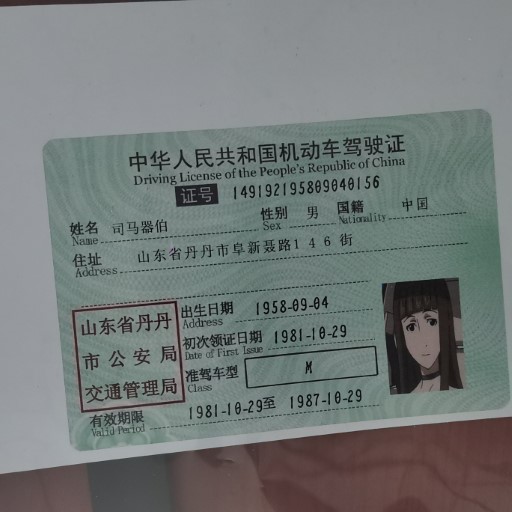 中华人民共和国机动车驾驶证
Driving License of the People's Republic of China
证号 149192195809040156
姓名 司马器伯 性别 男 国籍 中国
Name Sex Nationality
住址 山东省丹丹市阜新聂路146街
Address
山东省丹丹
市公安局
交通管理局
出生日期 1958-09-04
Address
初次领证日期 1981-10-29
Date of First Issue
准驾车型 M
Class
有效期限 1981-10-29至 1987-10-29
Valid Period